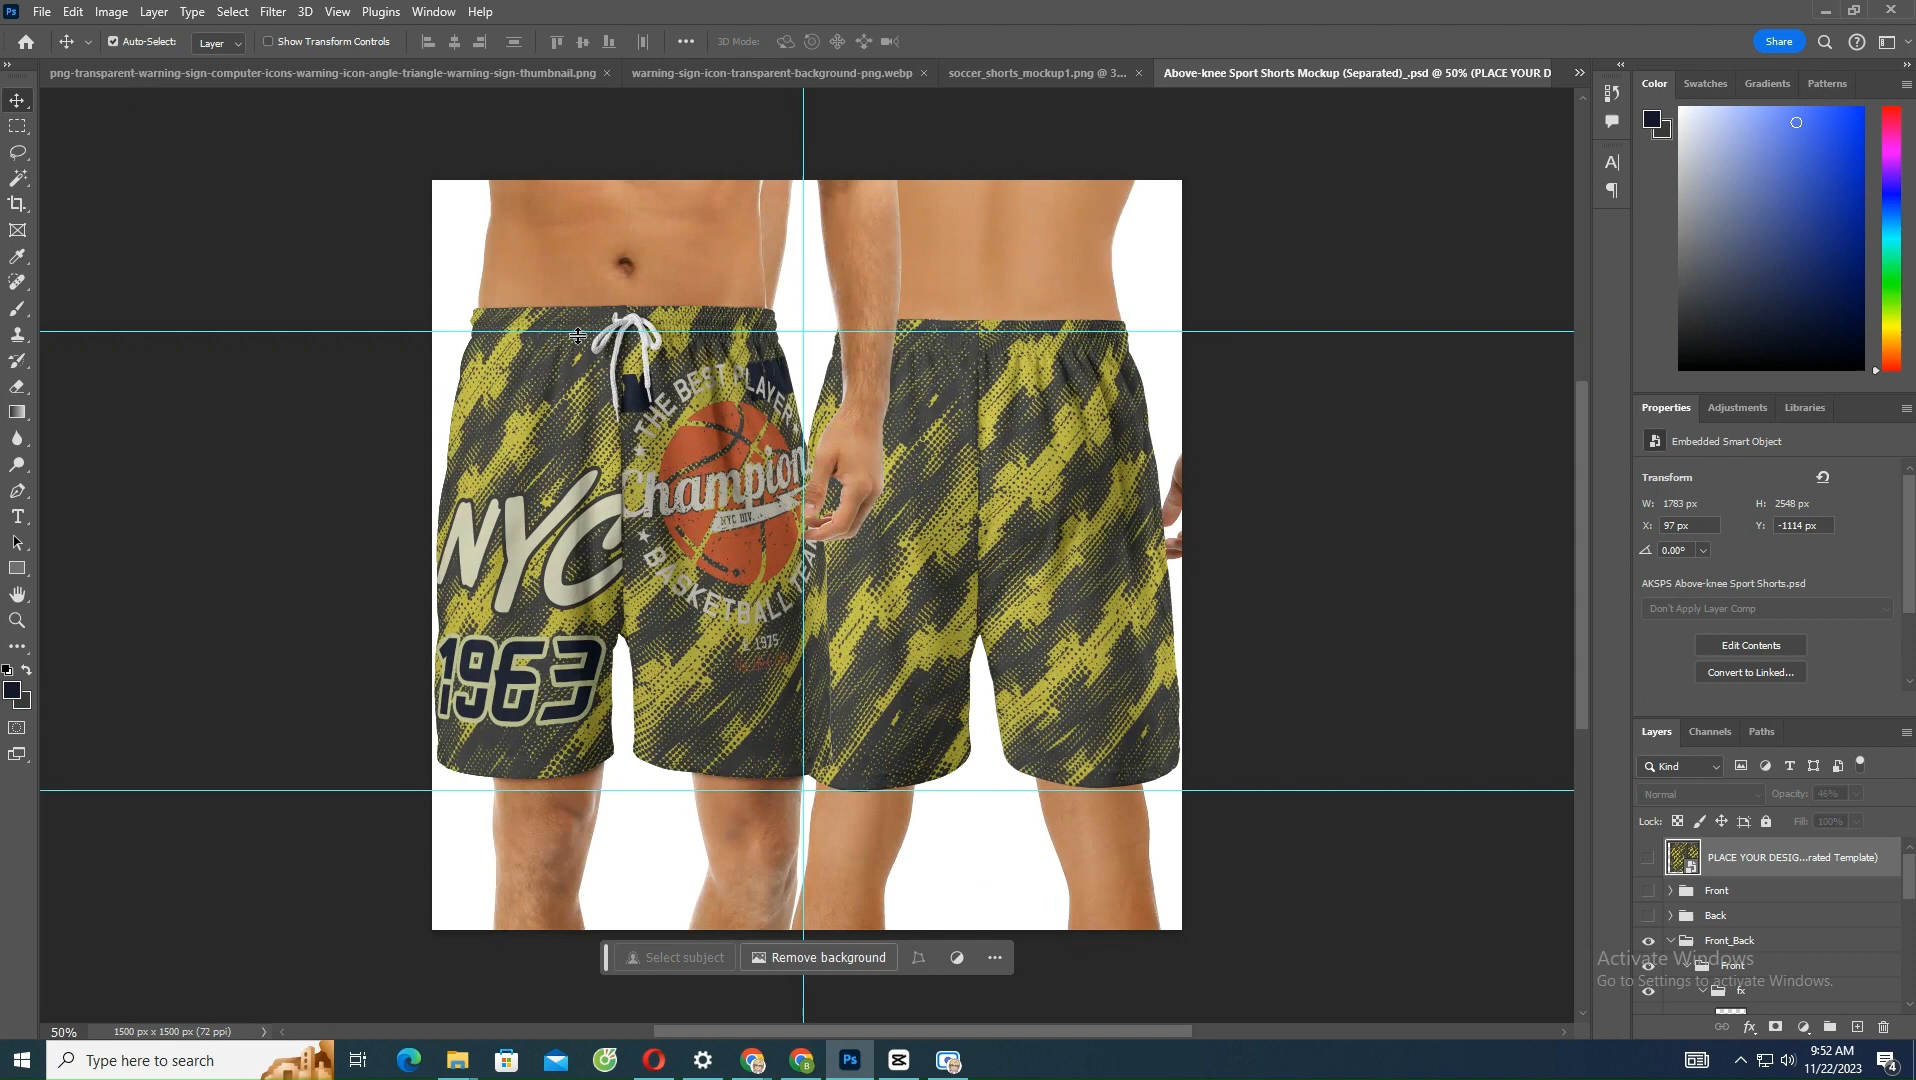 Ps File Edit Image Layer Type Select Filter 3D View Plugins Window Help
Auto-Select: Layer Show Transform Controls 3D Mode: Share
png-transparent-warning-sign-computer-icons-warning-icon-angle-triangle-warning-sign-thumbnail.png
warning-sign-icon-transparent-background-png.webp
soccer_shorts_mockup1.png @ 3...
Above-knee Sport Shorts Mockup (Separated)_.psd @ 50% (PLACE YOUR D
Color Swatches Gradients Patterns
Properties Adjustments Libraries
Embedded Smart Object
Transform
W: 1783 px H: 2548 px
X: 97 px Y: -1114 px
0.00°
AKSPS Above-knee Sport Shorts.psd
Don't Apply Layer Comp
Edit Contents
Convert to Linked...
Layers Channels Paths
Kind
Normal Opacity: 46%
Lock: Fill: 100%
PLACE YOUR DESIG...rated Template)
Front
Back
Front_Back
Front
fx
Activate Windows
Go to Settings to activate Windows.
THE BEST PLAYER
Champion
NYC DIV.
BASKETBALL TEAM
1975
NYC
1963
Select subject Remove background
50% 1500 px x 1500 px (72 ppi)
Type here to search
Ps
9:52 AM
11/22/2023
4